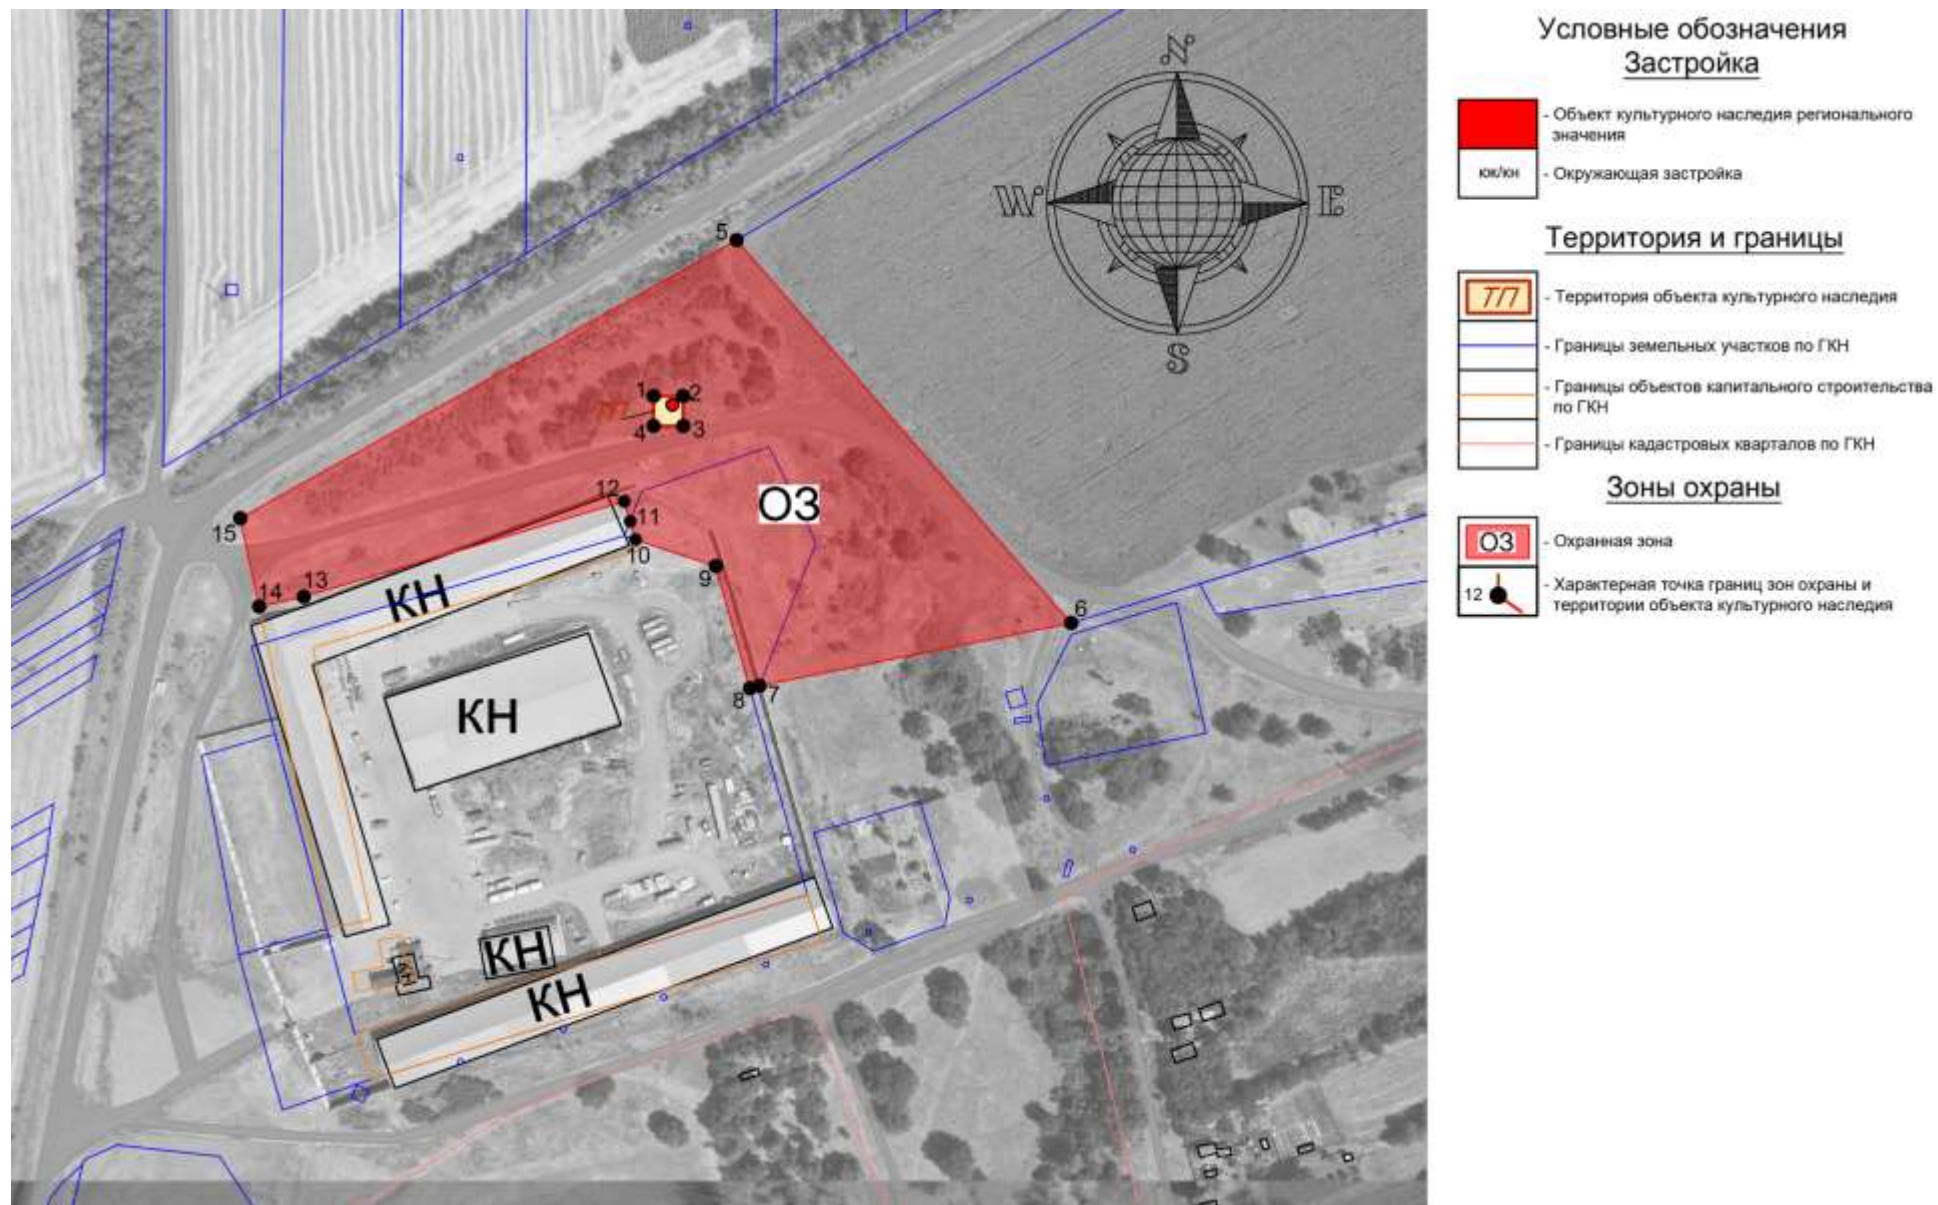 Условные обозначения
Застройка
- Объект культурного наследия регионального
значения
юк/кн - Окружающая застройка
Территория и границы
ТП - Территория объекта культурного наследия
- Границы земельных участков по ГКН
- Границы объектов капитального строительства
по ГКН
- Границы кадастровых кварталов по ГКН
Зоны охраны
ОЗ - Охранная зона
12 - Характерная точка границ зон охраны и
территории объекта культурного наследия
N
W
E
S
5
1
2
ТП
4
3
12
ОЗ
15
11
10
9
13
14
6
КН
8
7
КН
КН
КН
КН